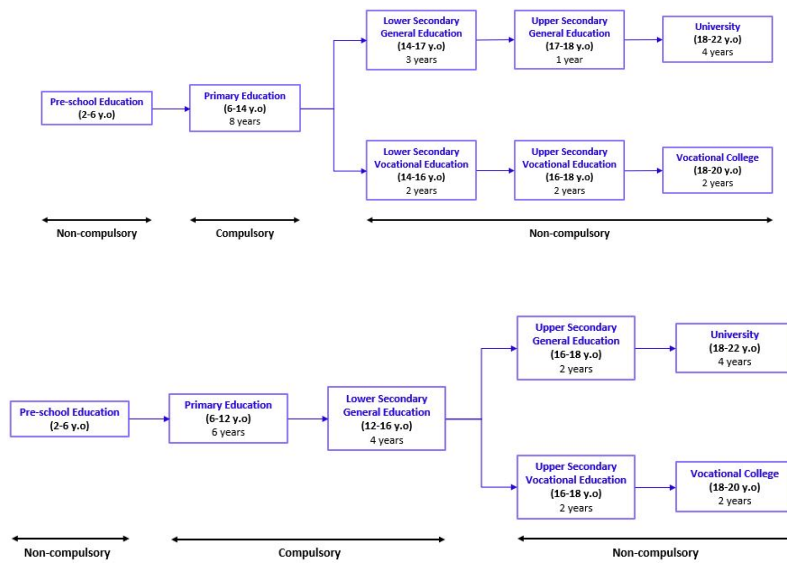 Pre-school Education
(2-6 y.o)
Primary Education
(6-14 y.o)
8 years
Lower Secondary
General Education
(14-17 y.o)
3 years
Upper Secondary
General Education
(17-18 y.o)
1 year
University
(18-22 y.o)
4 years
Lower Secondary
Vocational Education
(14-16 y.o)
2 years
Upper Secondary
Vocational Education
(16-18 y.o)
2 years
Vocational College
(18-20 y.o)
2 years
Non-compulsory
Compulsory
Non-compulsory
Pre-school Education
(2-6 y.o)
Primary Education
(6-12 y.o)
6 years
Lower Secondary
General Education
(12-16 y.o)
4 years
Upper Secondary
General Education
(16-18 y.o)
2 years
University
(18-22 y.o)
4 years
Upper Secondary
Vocational Education
(16-18 y.o)
2 years
Vocational College
(18-20 y.o)
2 years
Non-compulsory
Compulsory
Non-compulsory